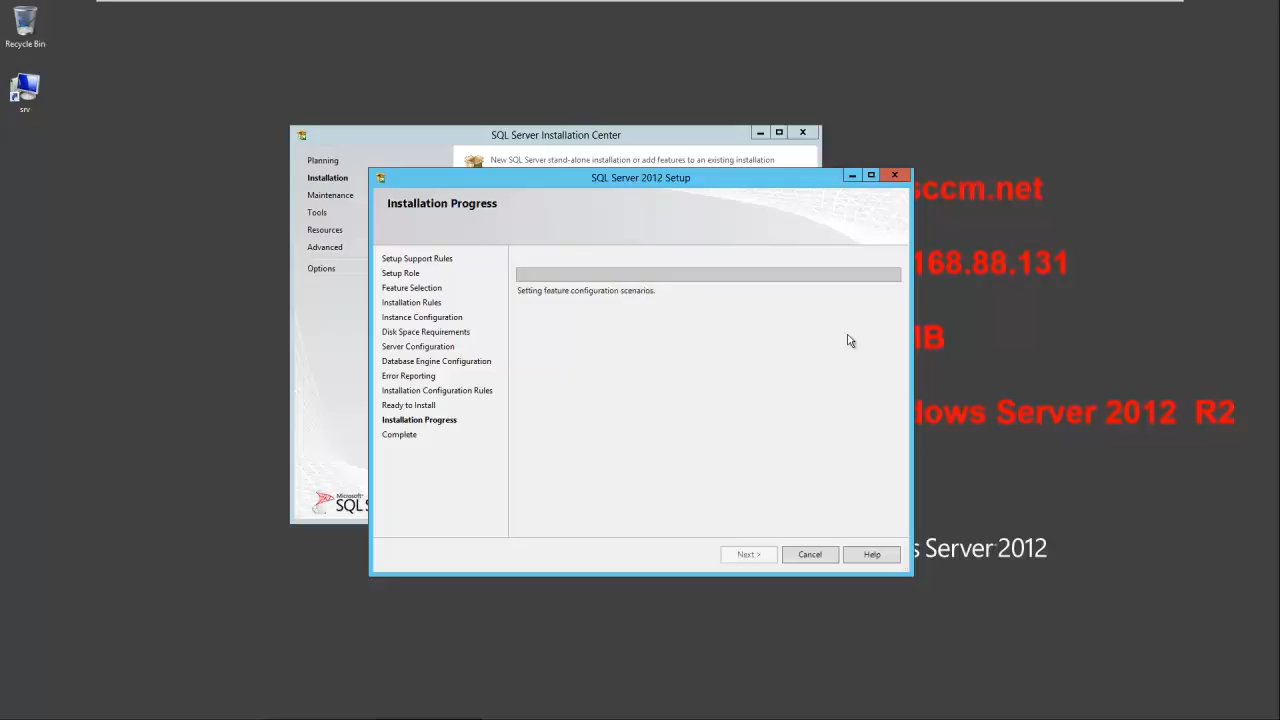 Recycle Bin
srv
SQL Server Installation Center
Planning
Installation
Maintenance
Tools
Resources
Advanced
Options
New SQL Server stand-alone installation or add features to an existing installation
Microsoft
SQL S
SQL Server 2012 Setup
Installation Progress
Setup Support Rules
Setup Role
Feature Selection
Installation Rules
Instance Configuration
Disk Space Requirements
Server Configuration
Database Engine Configuration
Error Reporting
Installation Configuration Rules
Ready to Install
Installation Progress
Complete
Setting feature configuration scenarios.
Next >
Cancel
Help
sccm.net
168.88.131
MB
dows Server 2012 R2
s Server 2012